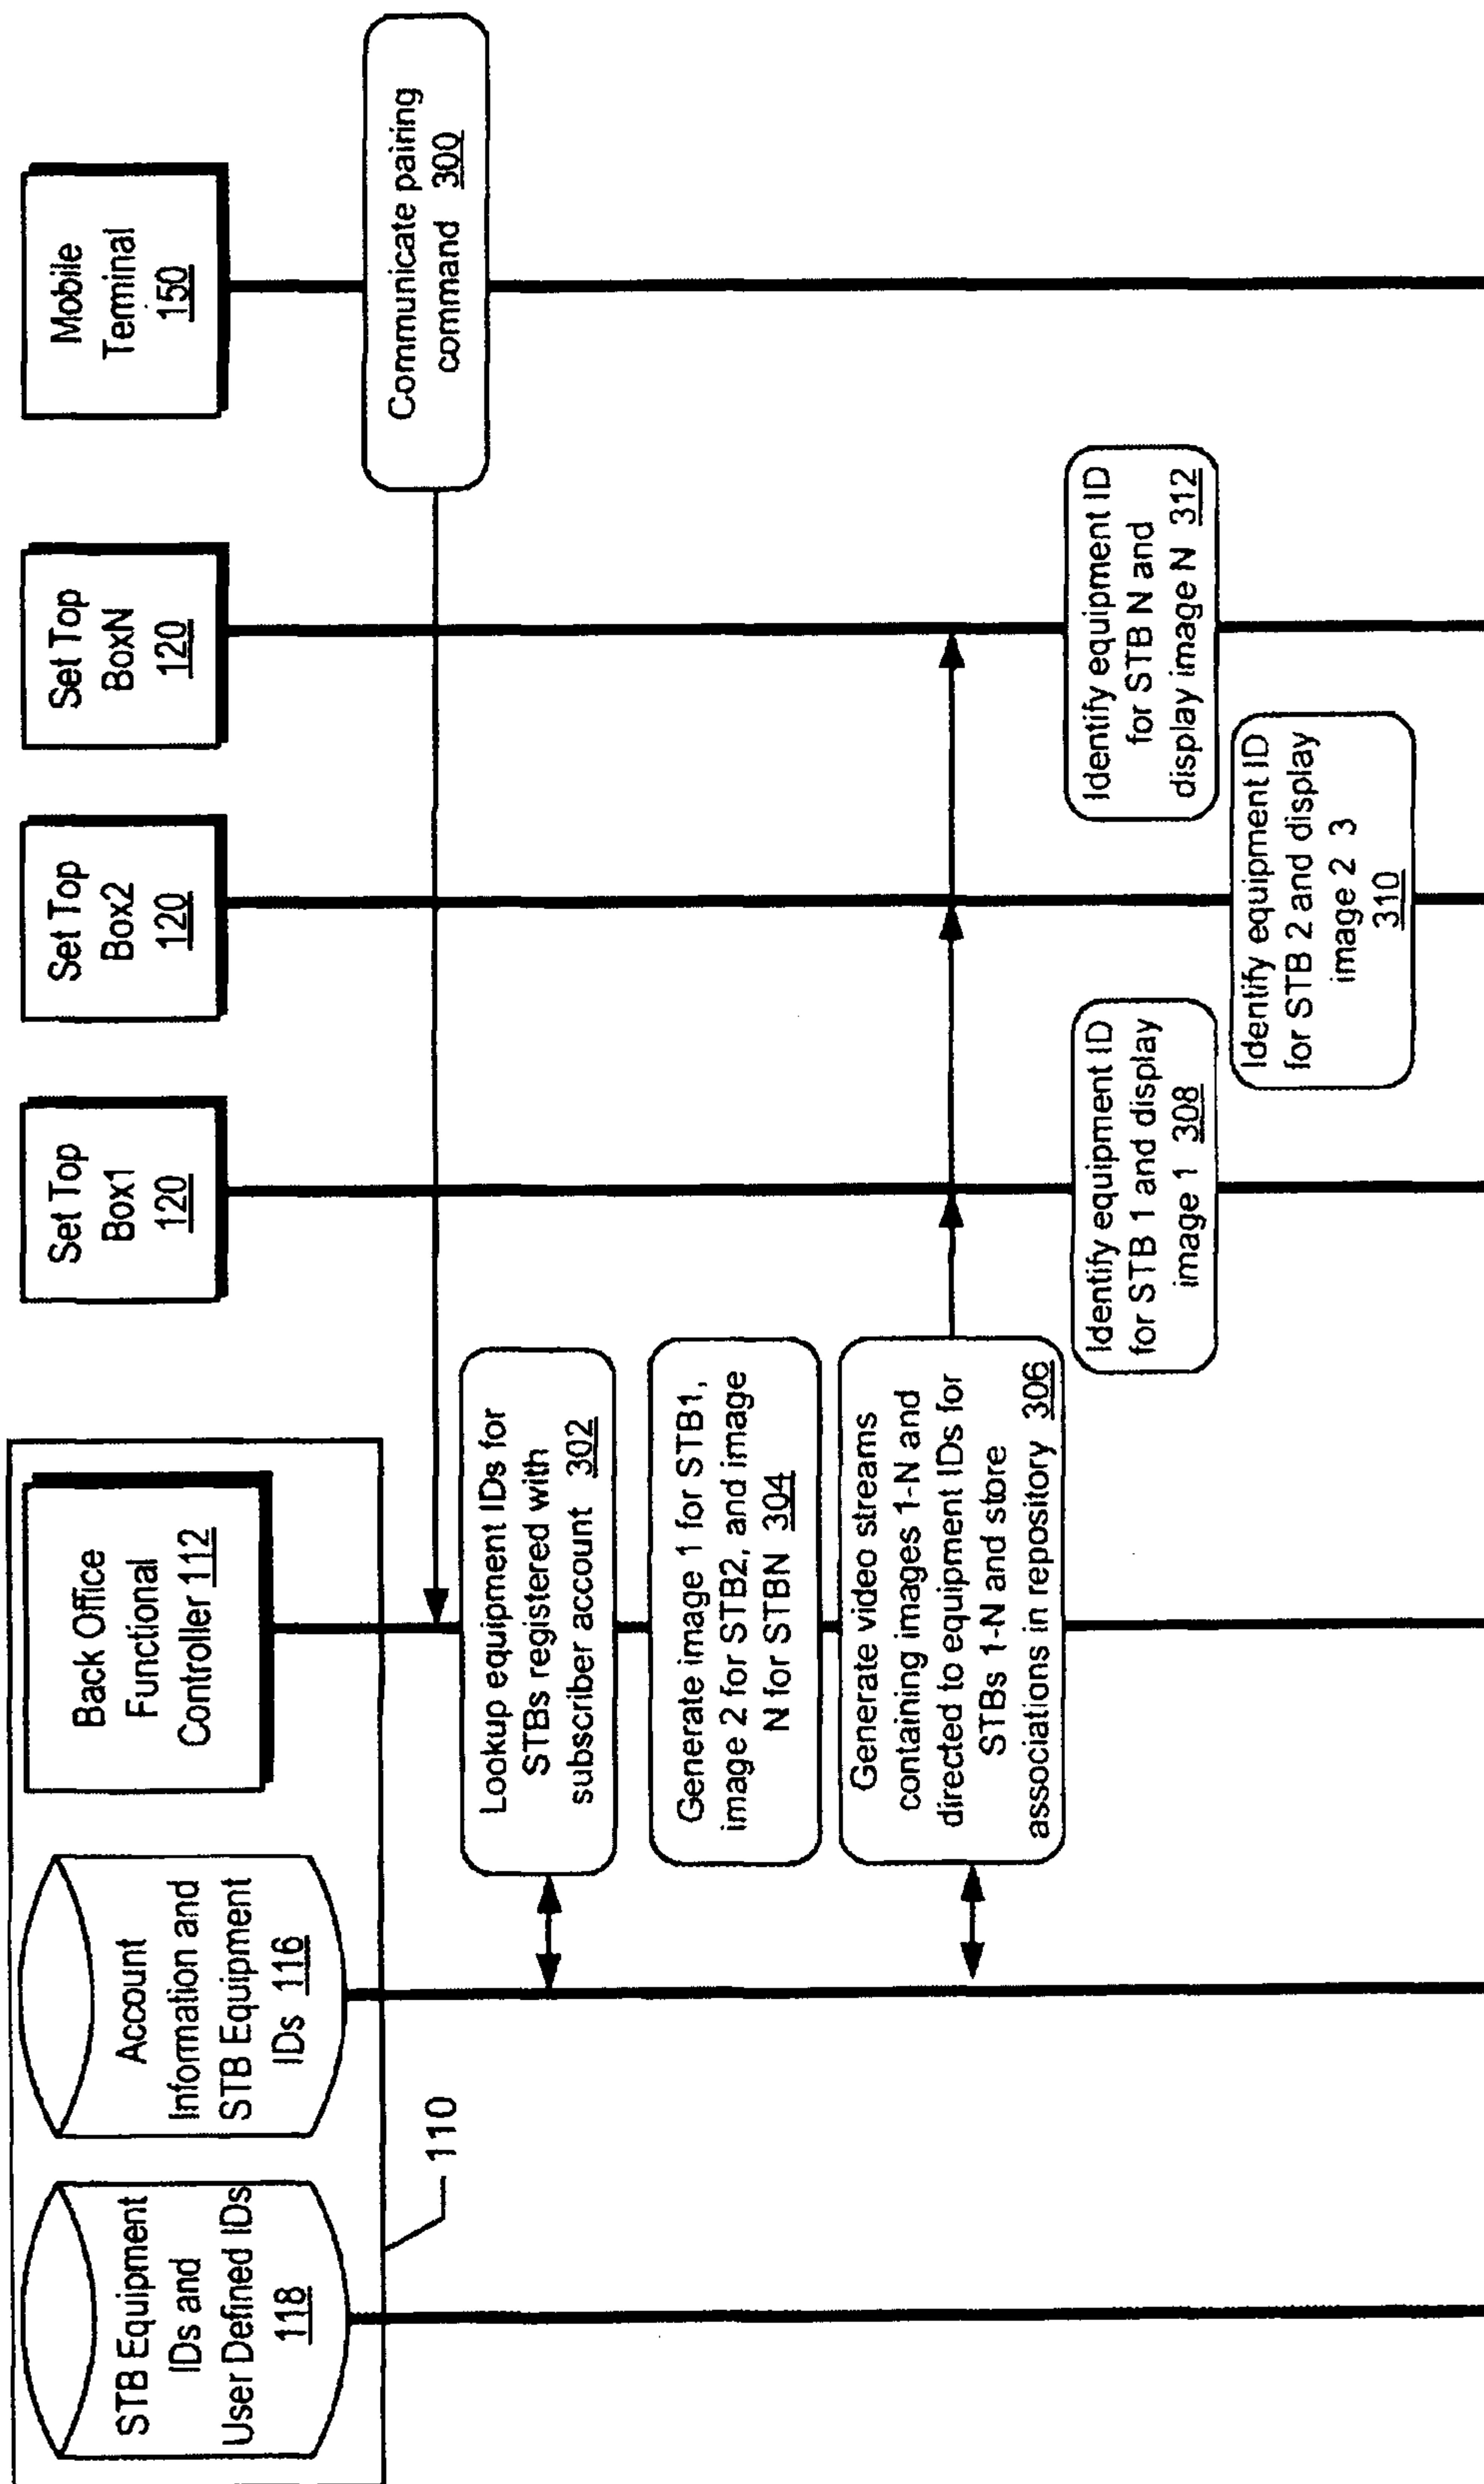 STB Equipment
IDs and
User Defined IDs
118
Account
Information and
STB Equipment
IDs 116
Back Office
Functional
Controller 112
Set Top
Box1
120
Set Top
Box2
120
Set Top
BoxN
120
Mobile
Terminal
150
110
Communicate pairing
command 300
Lookup equipment IDs for
STBs registered with
subscriber account 302
Generate image 1 for STB1,
image 2 for STB2, and image
N for STBN 304
Generate video streams
containing images 1-N and
directed to equipment IDs for
STBs 1-N and store
associations in repository 306
Identify equipment ID
for STB 1 and display
image 1 308
Identify equipment ID
for STB 2 and display
image 2 3
310
Identify equipment ID
for STB N and
display image N 312